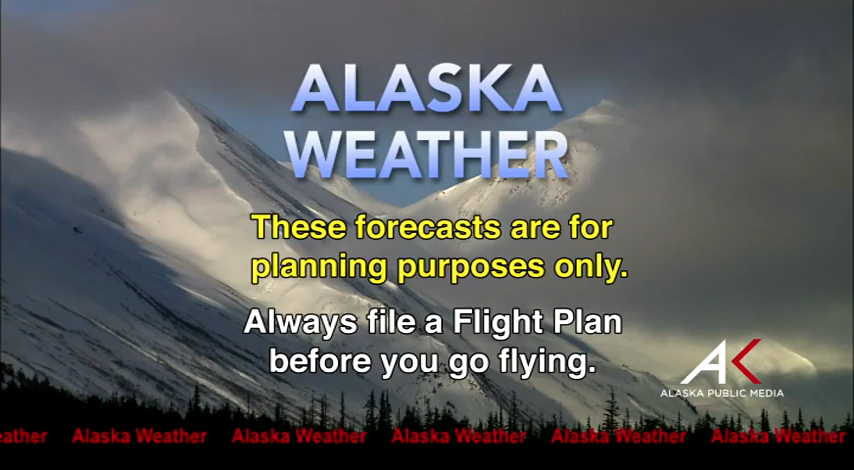 ALASKA
WEATHER
These forecasts are for
planning purposes only.
Always file a Flight Plan
before you go flying.
AK
ALASKA PUBLIC MEDIA
eather Alaska Weather Alaska Weather Alaska Weather Alaska Weather Alaska Weather